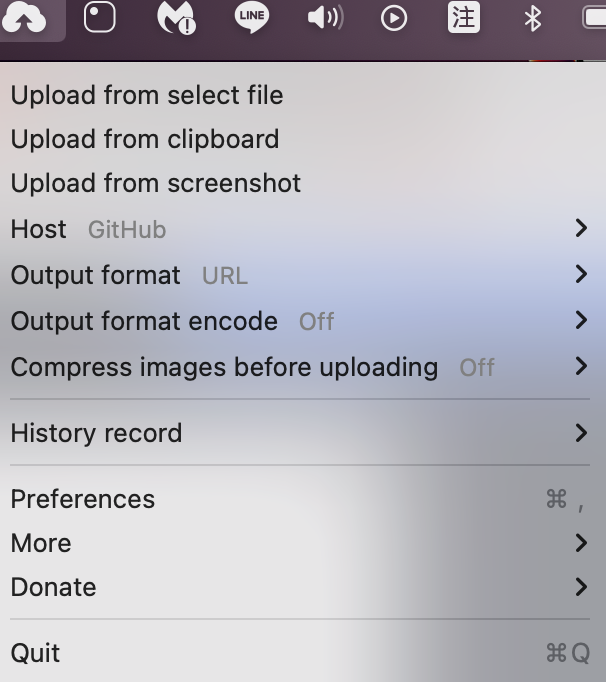 LINE
注
Upload from select file
Upload from clipboard
Upload from screenshot
Host GitHub
Output format URL
Output format encode Off
Compress images before uploading Off
History record
Preferences ⌘ ,
More
Donate
Quit ⌘Q